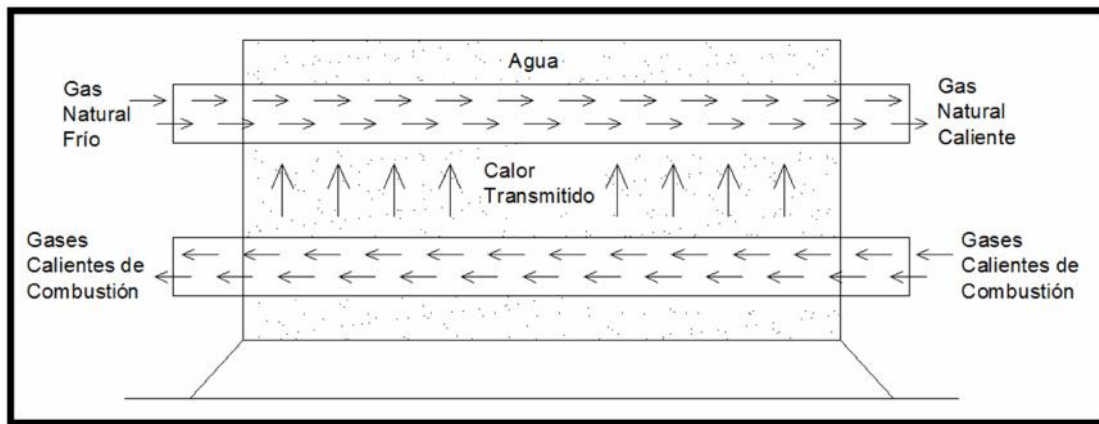 Agua
Gas
Natural
Frío
Gas
Natural
Caliente
Calor
Transmitido
Gases
Calientes de
Combustión
Gases
Calientes de
Combustión